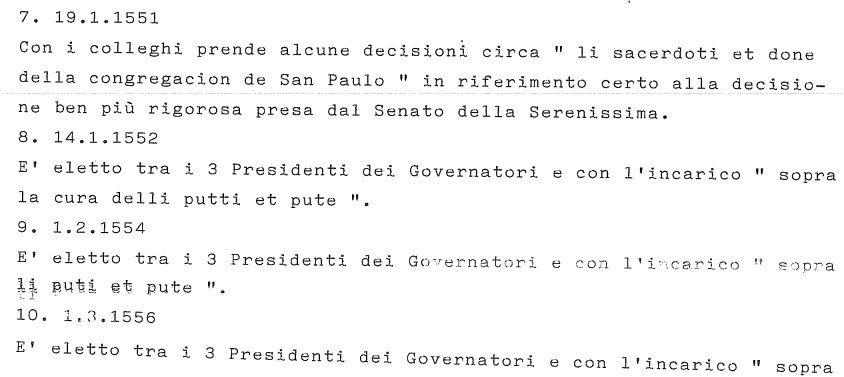 7. 19.1.1551
Con i colleghi prende alcune decisioni circa " li sacerdoti et done
della congregacion de San Paulo " in riferimento certo alla decisio-
ne ben più rigorosa presa dal Senato della Serenissima.
8. 14.1.1552
E' eletto tra i 3 Presidenti dei Governatori e con l'incarico " sopra
la cura delli putti et pute ".
9. 1.2.1554
E' eletto tra i 3 Presidenti dei Governatori e con l'incarico " sopra
li puti et pute ".
10. 1.3.1556
E' eletto tra i 3 Presidenti dei Governatori e con l'incarico " sopra